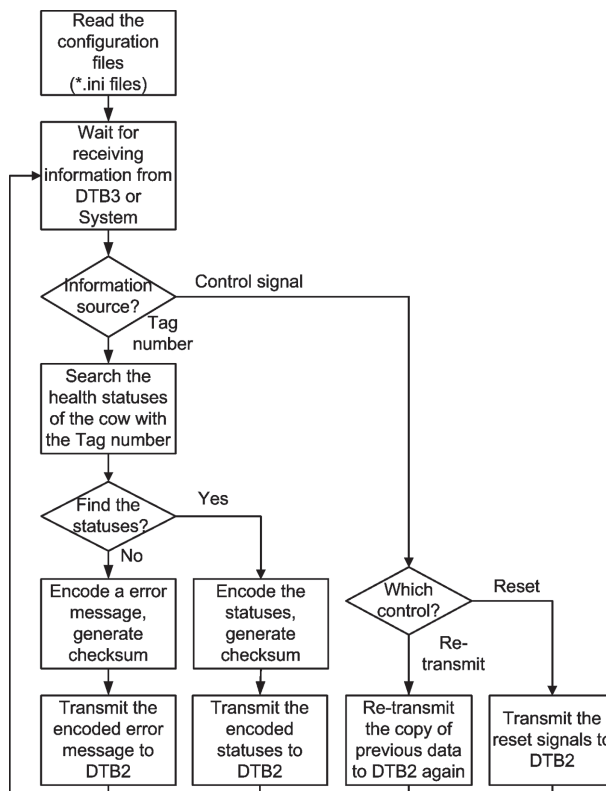 Read the
configuration
files
(*.ini files)
Wait for
receiving
information from
DTB3 or
System
Information
source?
Control signal
Tag
number
Search the
health statuses
of the cow with
the Tag number
Find the
statuses?
Yes
No
Encode a error
message,
generate
checksum
Encode the
statuses,
generate
checksum
Which
control?
Reset
Re-
transmit
Transmit the
encoded error
message to
DTB2
Transmit the
encoded
statuses to
DTB2
Re-transmit
the copy of
previous data
to DTB2 again
Transmit the
reset signals to
DTB2